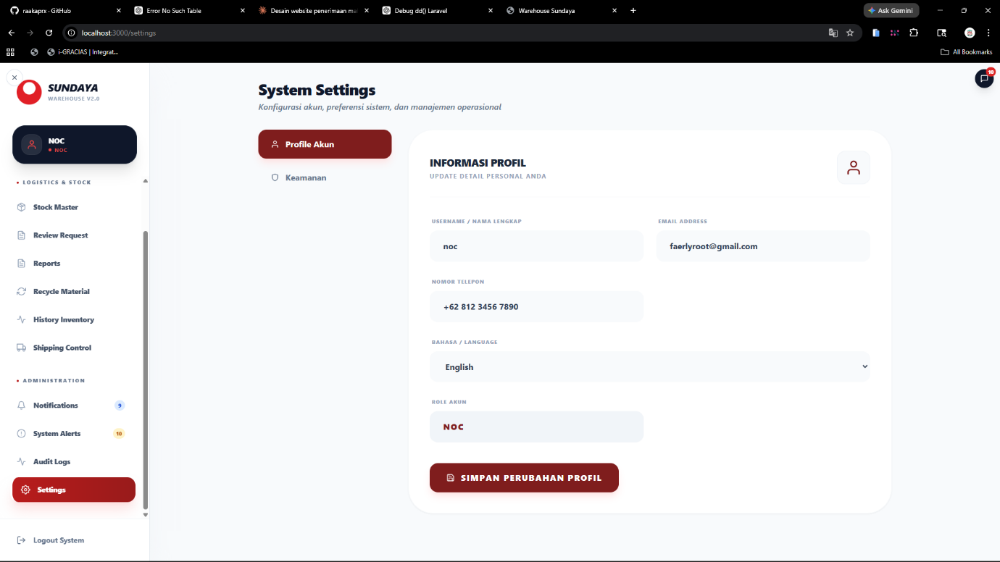 raakaprx · GitHub
Error No Such Table
Desain website penerimaan ma
Debug dd() Laravel
Warehouse Sundaya
Ask Gemini
localhost:3000/settings
i-GRACIAS | Integrat...
All Bookmarks
SUNDAYA
WAREHOUSE V2.0
NOC
NOC
LOGISTICS & STOCK
Stock Master
Review Request
Reports
Recycle Material
History Inventory
Shipping Control
ADMINISTRATION
Notifications 9
System Alerts 10
Audit Logs
Settings
Logout System
10
System Settings
Konfigurasi akun, preferensi sistem, dan manajemen operasional
Profile Akun
Keamanan
INFORMASI PROFIL
UPDATE DETAIL PERSONAL ANDA
USERNAME / NAMA LENGKAP
noc
EMAIL ADDRESS
faerlyroot@gmail.com
NOMOR TELEPON
+62 812 3456 7890
BAHASA / LANGUAGE
English
ROLE AKUN
NOC
SIMPAN PERUBAHAN PROFIL